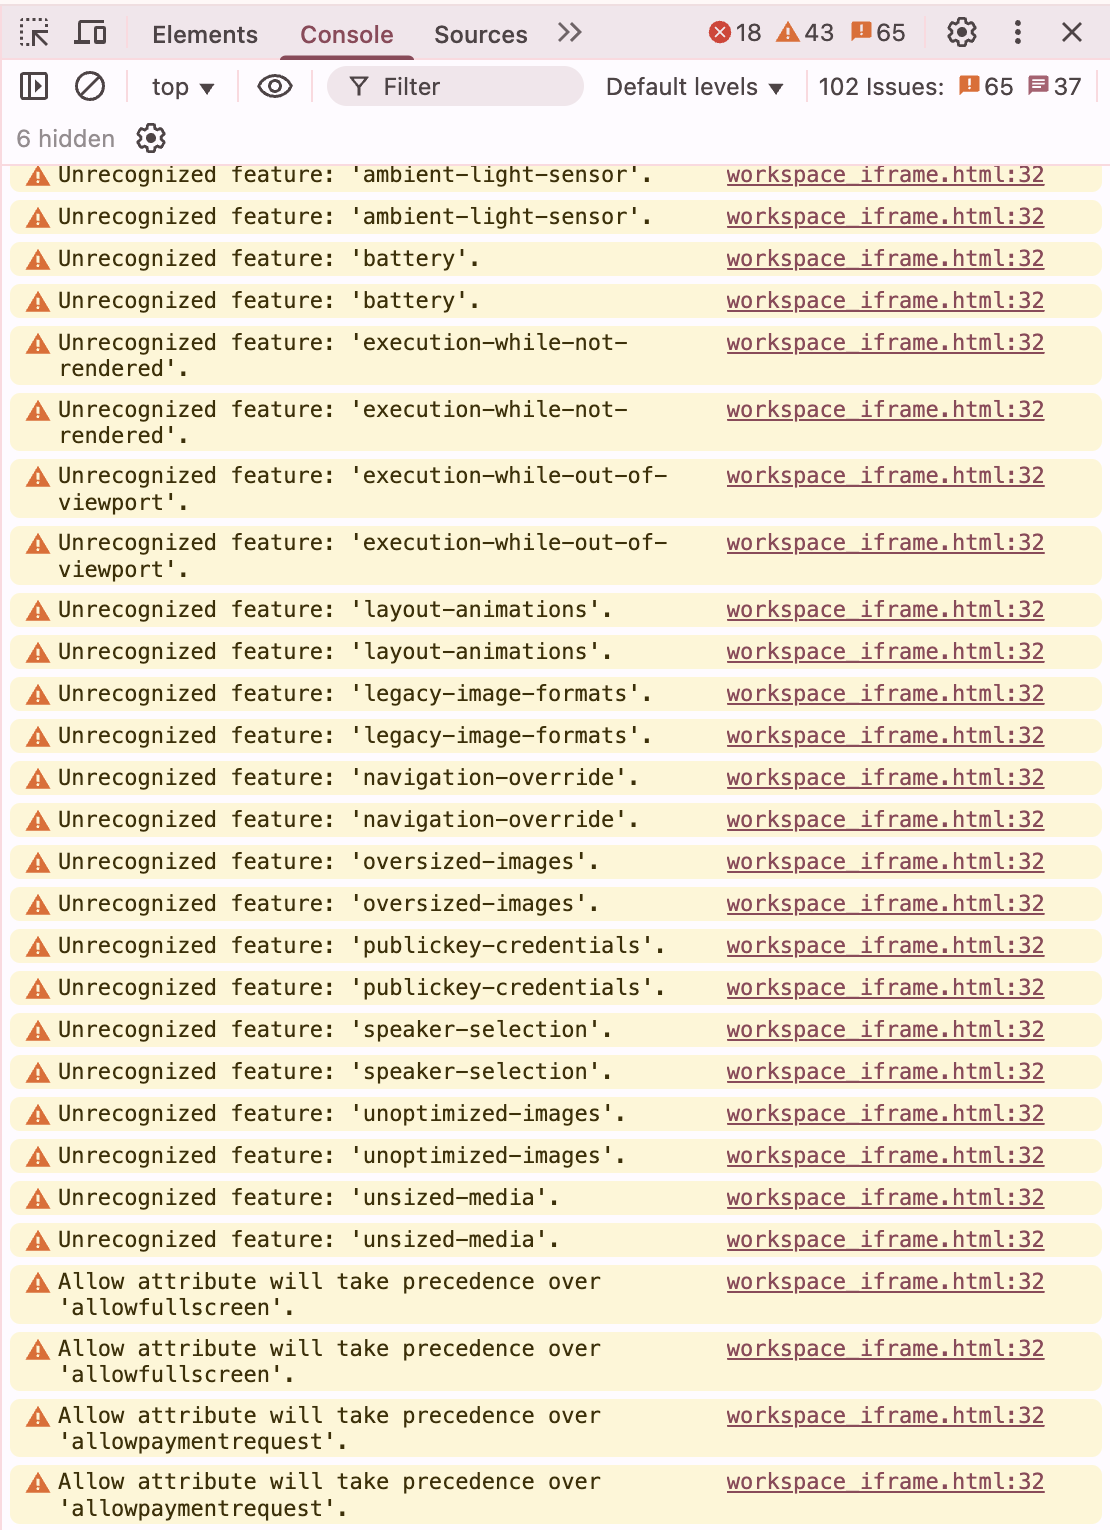 Elements Console Sources 18 43 65
top Filter Default levels 102 Issues: 65 37
6 hidden
Unrecognized feature: 'ambient-light-sensor'. workspace_iframe.html:32
Unrecognized feature: 'ambient-light-sensor'. workspace_iframe.html:32
Unrecognized feature: 'battery'. workspace_iframe.html:32
Unrecognized feature: 'battery'. workspace_iframe.html:32
Unrecognized feature: 'execution-while-not- workspace_iframe.html:32
rendered'.
Unrecognized feature: 'execution-while-not- workspace_iframe.html:32
rendered'.
Unrecognized feature: 'execution-while-out-of- workspace_iframe.html:32
viewport'.
Unrecognized feature: 'execution-while-out-of- workspace_iframe.html:32
viewport'.
Unrecognized feature: 'layout-animations'. workspace_iframe.html:32
Unrecognized feature: 'layout-animations'. workspace_iframe.html:32
Unrecognized feature: 'legacy-image-formats'. workspace_iframe.html:32
Unrecognized feature: 'legacy-image-formats'. workspace_iframe.html:32
Unrecognized feature: 'navigation-override'. workspace_iframe.html:32
Unrecognized feature: 'navigation-override'. workspace_iframe.html:32
Unrecognized feature: 'oversized-images'. workspace_iframe.html:32
Unrecognized feature: 'oversized-images'. workspace_iframe.html:32
Unrecognized feature: 'publickey-credentials'. workspace_iframe.html:32
Unrecognized feature: 'publickey-credentials'. workspace_iframe.html:32
Unrecognized feature: 'speaker-selection'. workspace_iframe.html:32
Unrecognized feature: 'speaker-selection'. workspace_iframe.html:32
Unrecognized feature: 'unoptimized-images'. workspace_iframe.html:32
Unrecognized feature: 'unoptimized-images'. workspace_iframe.html:32
Unrecognized feature: 'unsized-media'. workspace_iframe.html:32
Unrecognized feature: 'unsized-media'. workspace_iframe.html:32
Allow attribute will take precedence over workspace_iframe.html:32
'allowfullscreen'.
Allow attribute will take precedence over workspace_iframe.html:32
'allowfullscreen'.
Allow attribute will take precedence over workspace_iframe.html:32
'allowpaymentrequest'.
Allow attribute will take precedence over workspace_iframe.html:32
'allowpaymentrequest'.